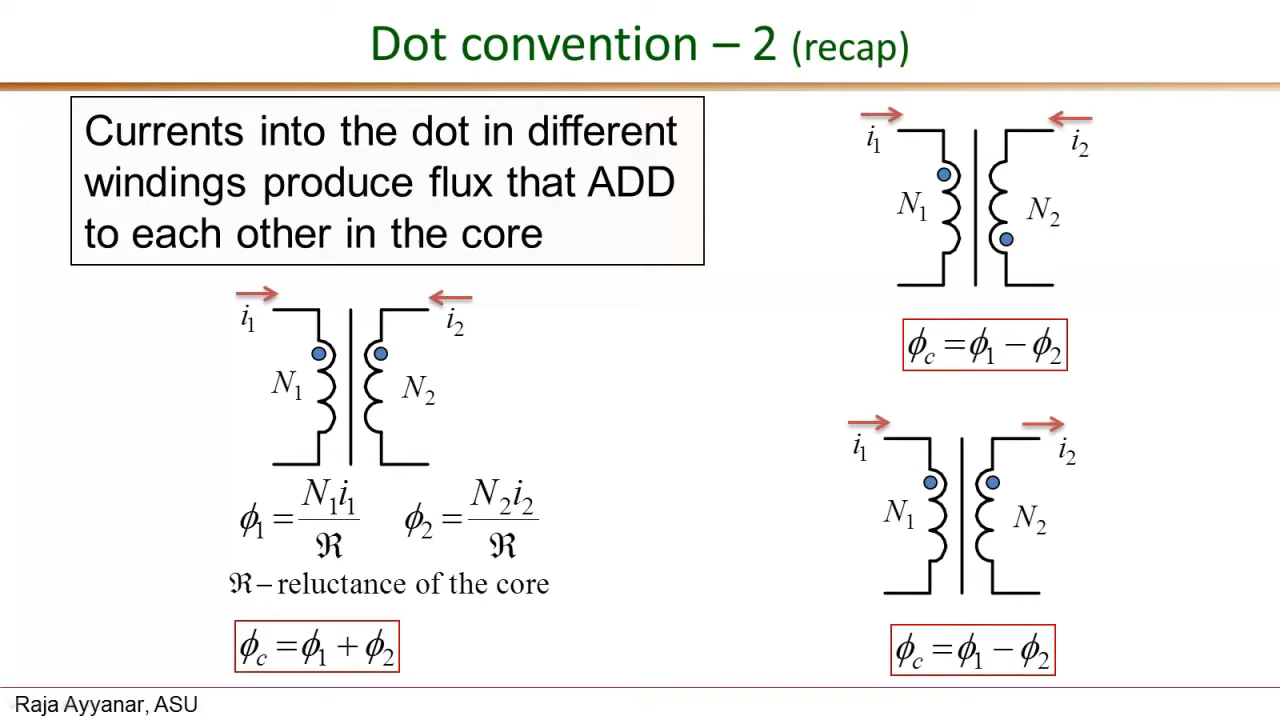 Dot convention – 2 (recap)
Currents into the dot in different
windings produce flux that ADD
to each other in the core
i₁ i₂
N₁ N₂
ϕ₁ = N₁i₁/ℜ ϕ₂ = N₂i₂/ℜ
ℜ – reluctance of the core
ϕc = ϕ₁ + ϕ₂
i₁ i₂
N₁ N₂
ϕc = ϕ₁ − ϕ₂
i₁ i₂
N₁ N₂
ϕc = ϕ₁ − ϕ₂
Raja Ayyanar, ASU